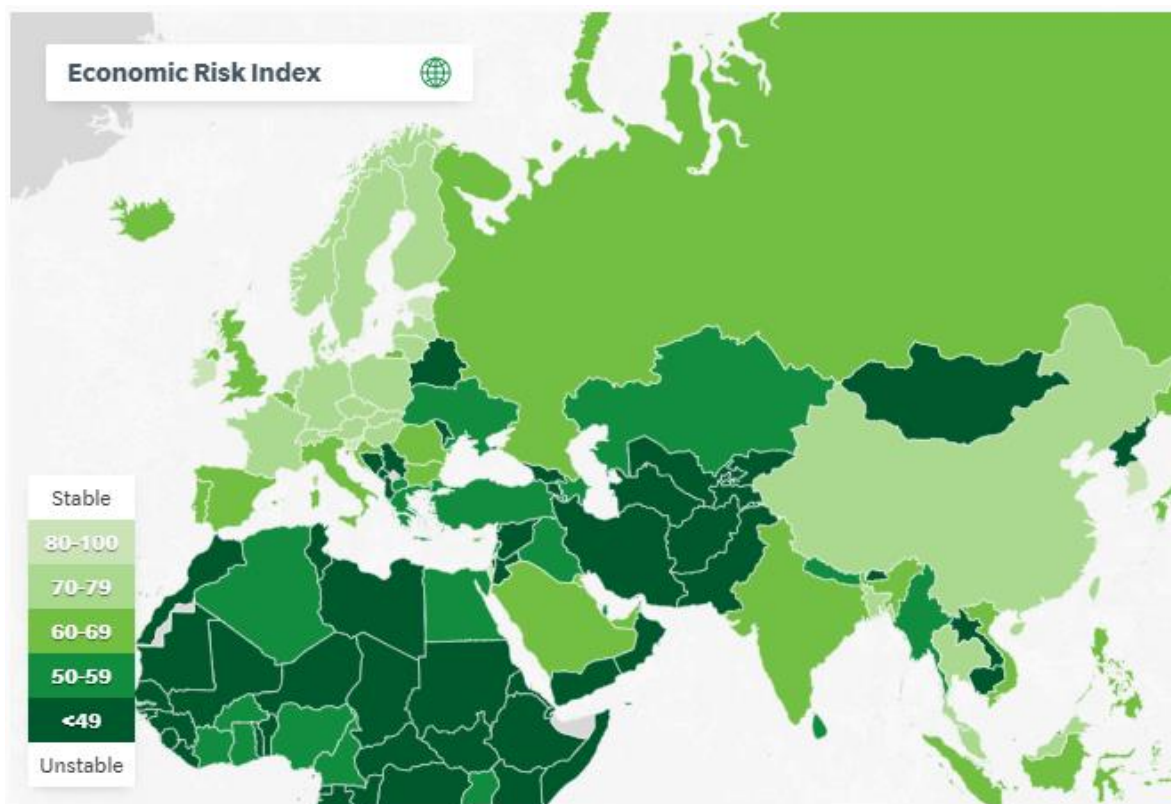 Economic Risk Index
Stable
80-100
70-79
60-69
50-59
<49
Unstable